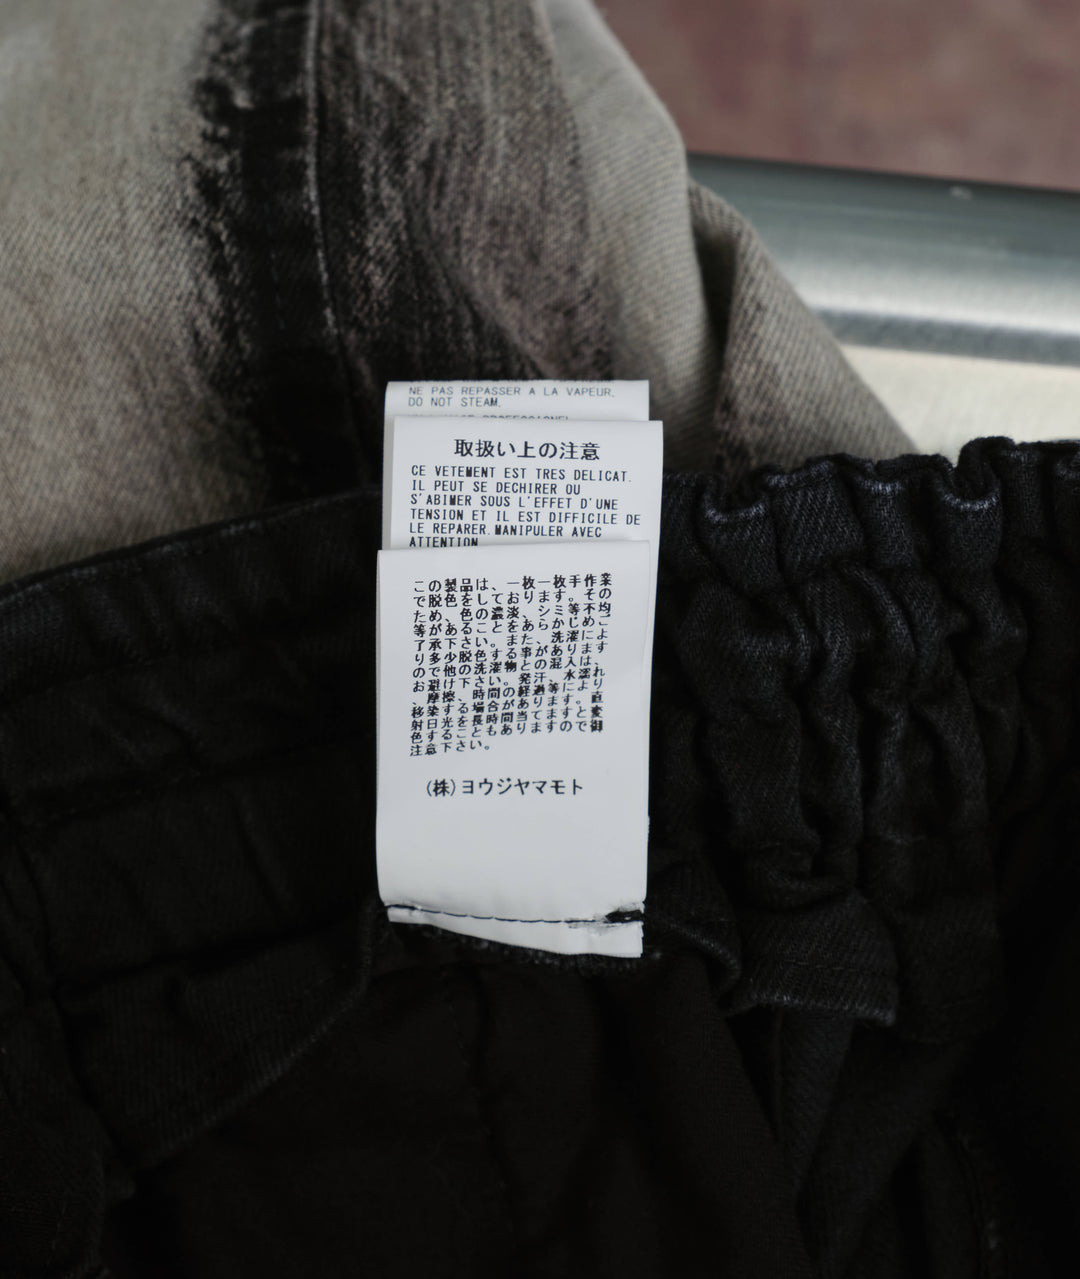 NE PAS REPASSER A LA VAPEUR.
DO NOT STEAM.
取扱い上の注意
CE VETEMENT EST TRES DELICAT.
IL PEUT SE DECHIRER OU
S'ABIMER SOUS L'EFFET D'UNE
TENSION ET IL EST DIFFICILE DE
LE REPARER.MANIPULER AVEC
ATTENTION
この製品は、一枚一枚手作業
で脱色をしております。その
ため、色の濃淡、シミ等不均
等があることをあらかじめご
了承下さい。また、洗濯によ
り多少脱色する事があります
ので他の洗濯物との混入は、
お避け下さい。発汗、水濡れ
、摩擦、時間の経過等により
移染する場合があります。直
射日光を長時間当てますと変
色することもありますので御
注意下さい。
(株)ヨウジヤマモト